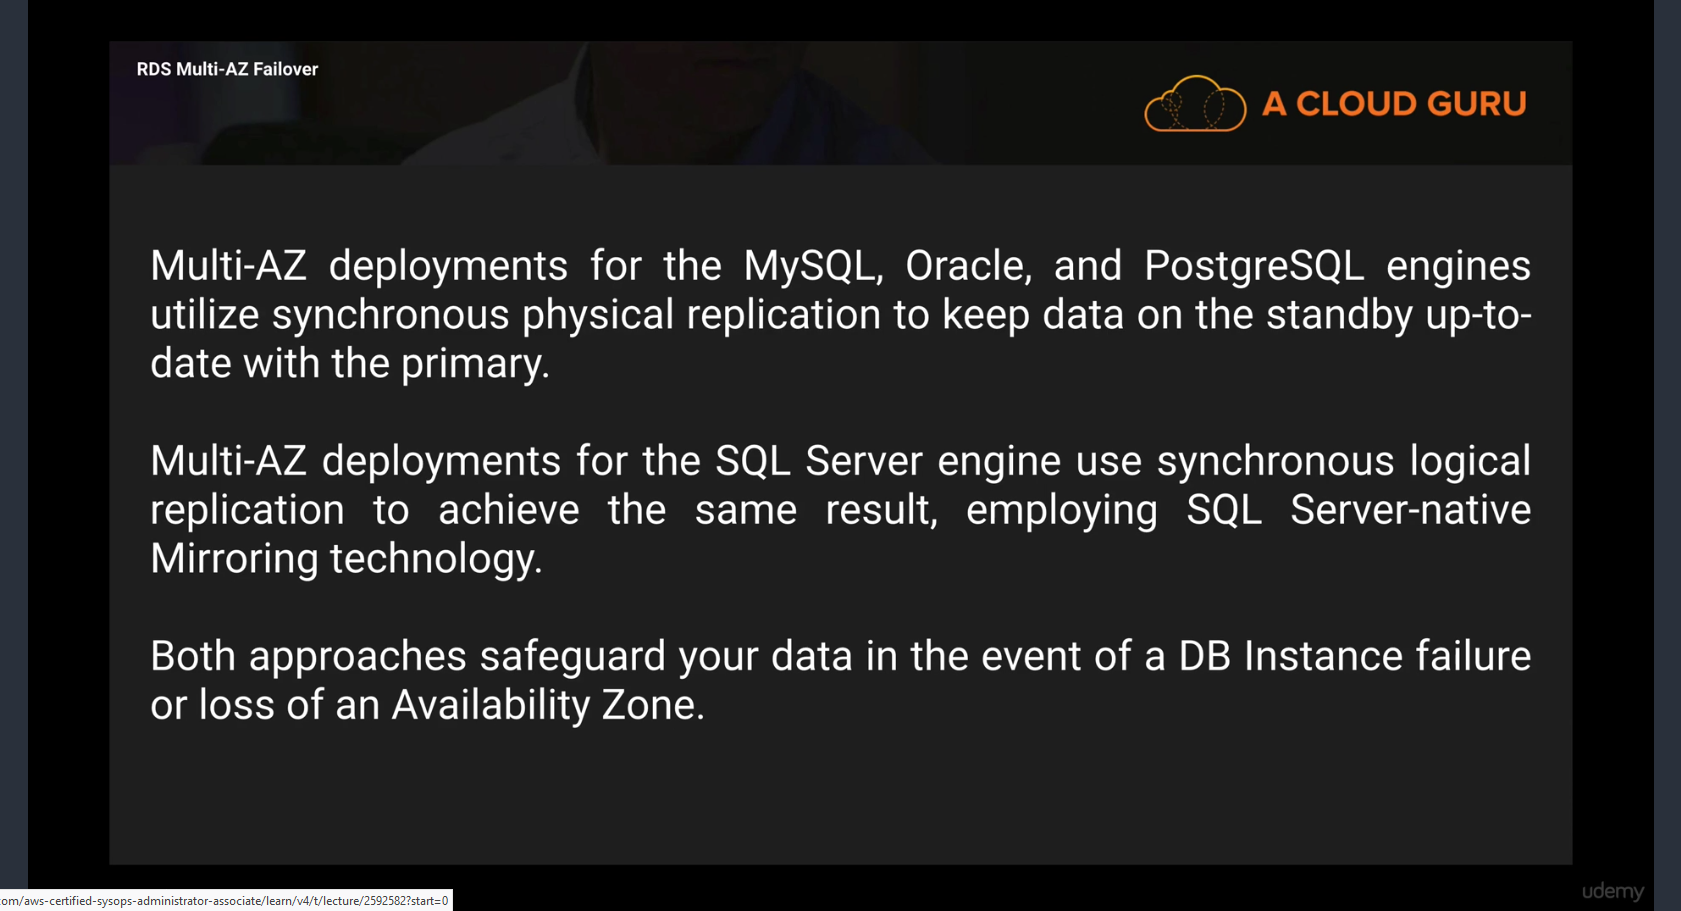 RDS Multi-AZ Failover
A CLOUD GURU
Multi-AZ deployments for the MySQL, Oracle, and PostgreSQL engines
utilize synchronous physical replication to keep data on the standby up-to-
date with the primary.
Multi-AZ deployments for the SQL Server engine use synchronous logical
replication to achieve the same result, employing SQL Server-native
Mirroring technology.
Both approaches safeguard your data in the event of a DB Instance failure
or loss of an Availability Zone.
udemy
com/aws-certified-sysops-administrator-associate/learn/v4/t/lecture/2592582?start=0